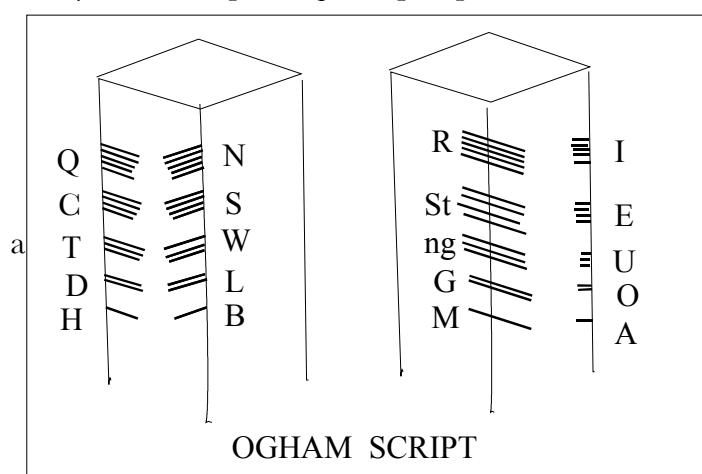 Q N R I
C S St E
a T W ng U
D L G O
H B M A
OGHAM SCRIPT